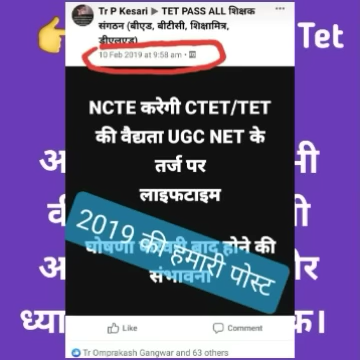 Tr P Kesari ▶ TET PASS ALL शिक्षक
संगठन (बीएड, बीटीसी, शिक्षामित्र,
डीएलएड)
10 Feb 2019 at 9:58 am
Tet
NCTE करेगी CTET/TET
की वैद्यता UGC NET के
तर्ज पर
लाइफटाइम
घोषणा बाद होने की
संभावना
2019 की हमारी पोस्ट
ध्या
क।
Like
Comment
Tr Omprakash Gangwar and 63 others